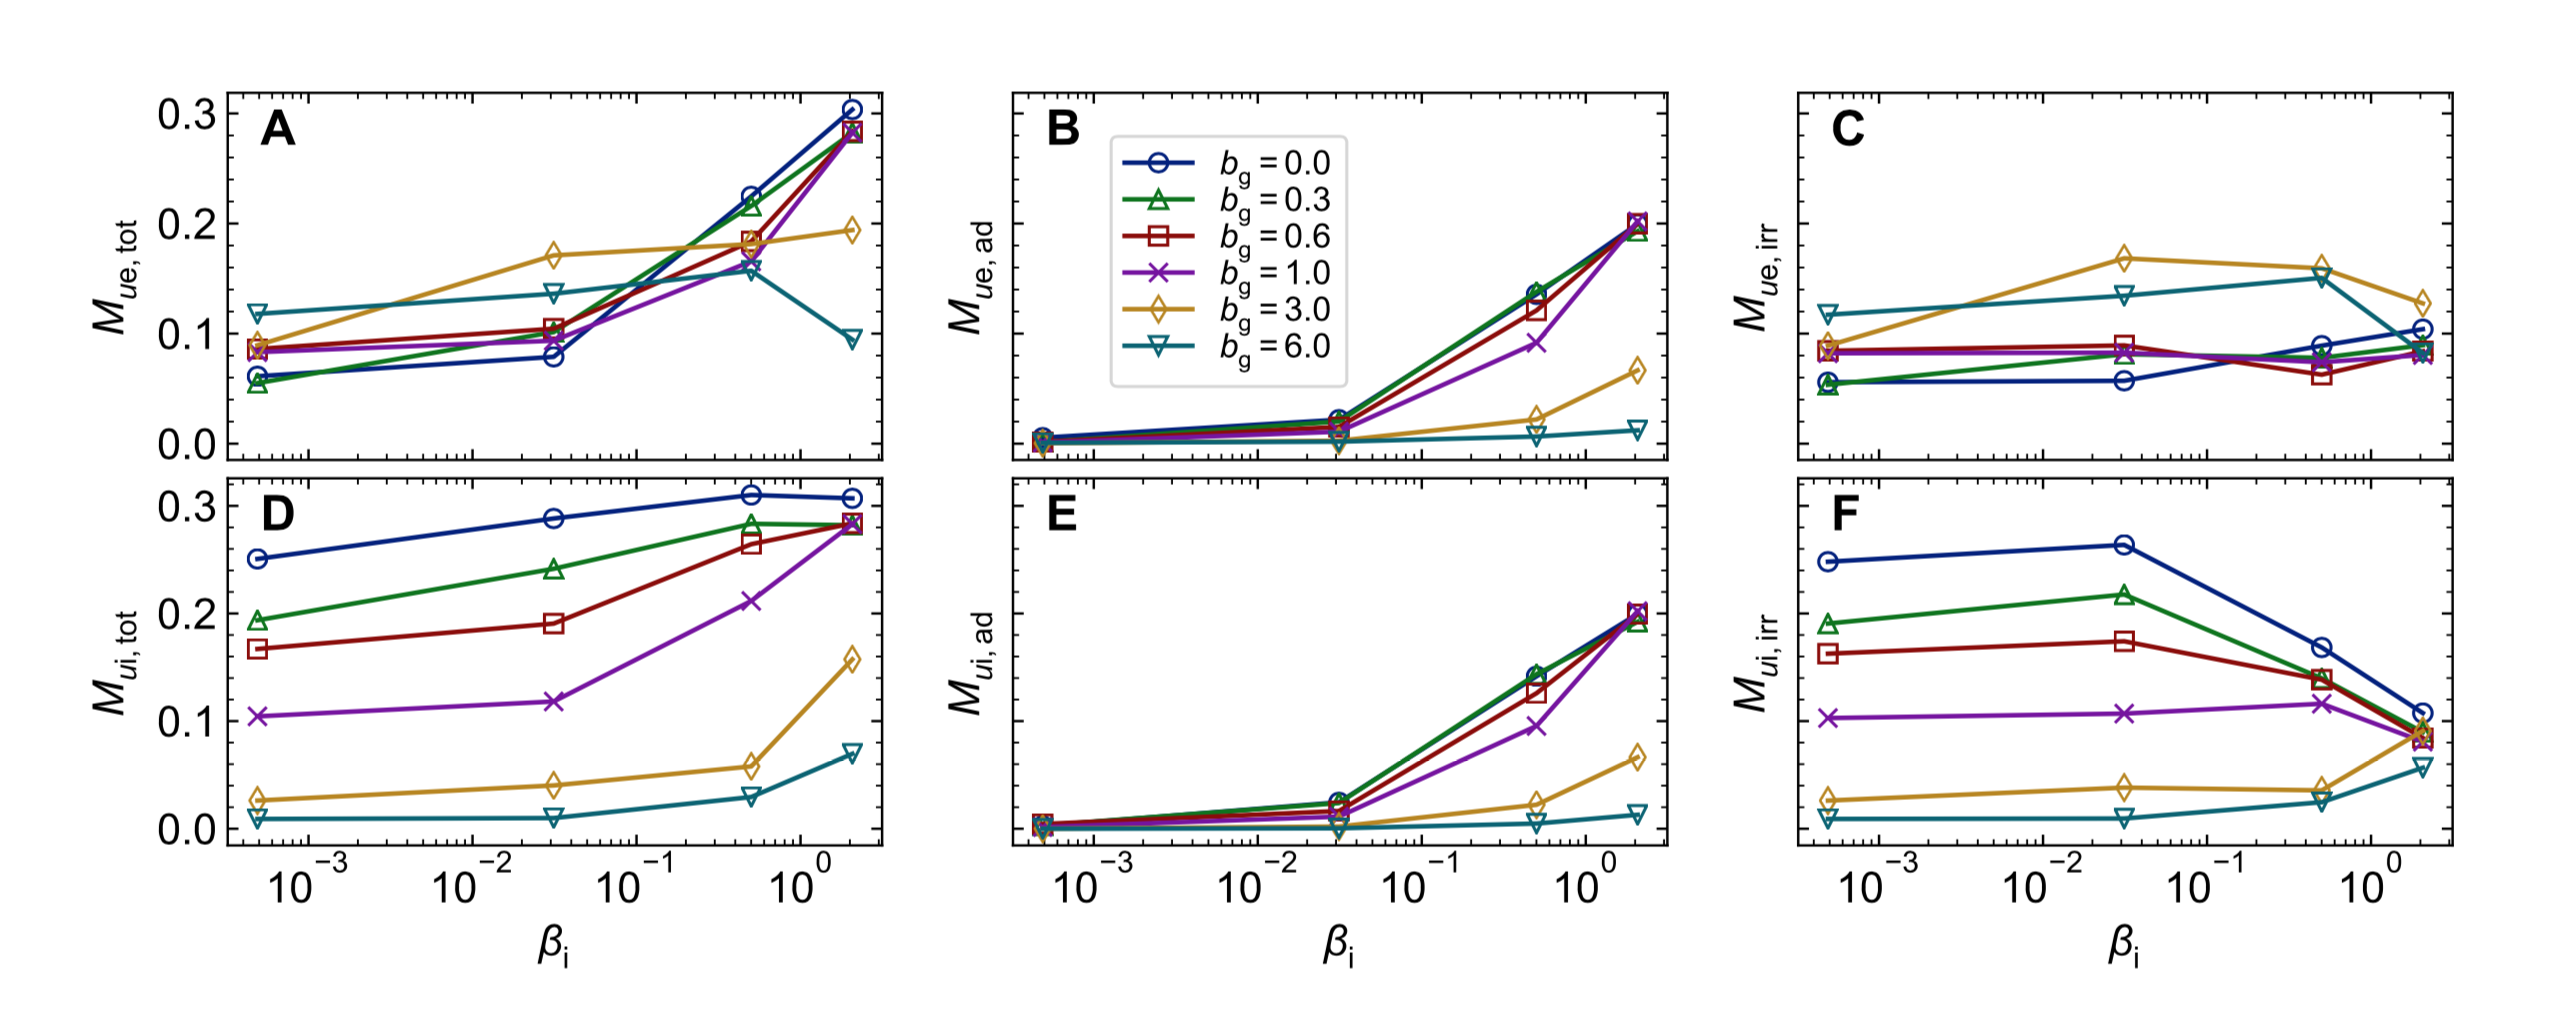 A
B
C
0.3
0.2
0.1
0.0
M_{ue,tot}
M_{ue,ad}
M_{ue,irr}
b_g = 0.0
b_g = 0.3
b_g = 0.6
b_g = 1.0
b_g = 3.0
b_g = 6.0
D
E
F
0.3
0.2
0.1
0.0
M_{ui,tot}
M_{ui,ad}
M_{ui,irr}
10^{−3} 10^{−2} 10^{−1} 10^{0}
10^{−3} 10^{−2} 10^{−1} 10^{0}
10^{−3} 10^{−2} 10^{−1} 10^{0}
β_i
β_i
β_i